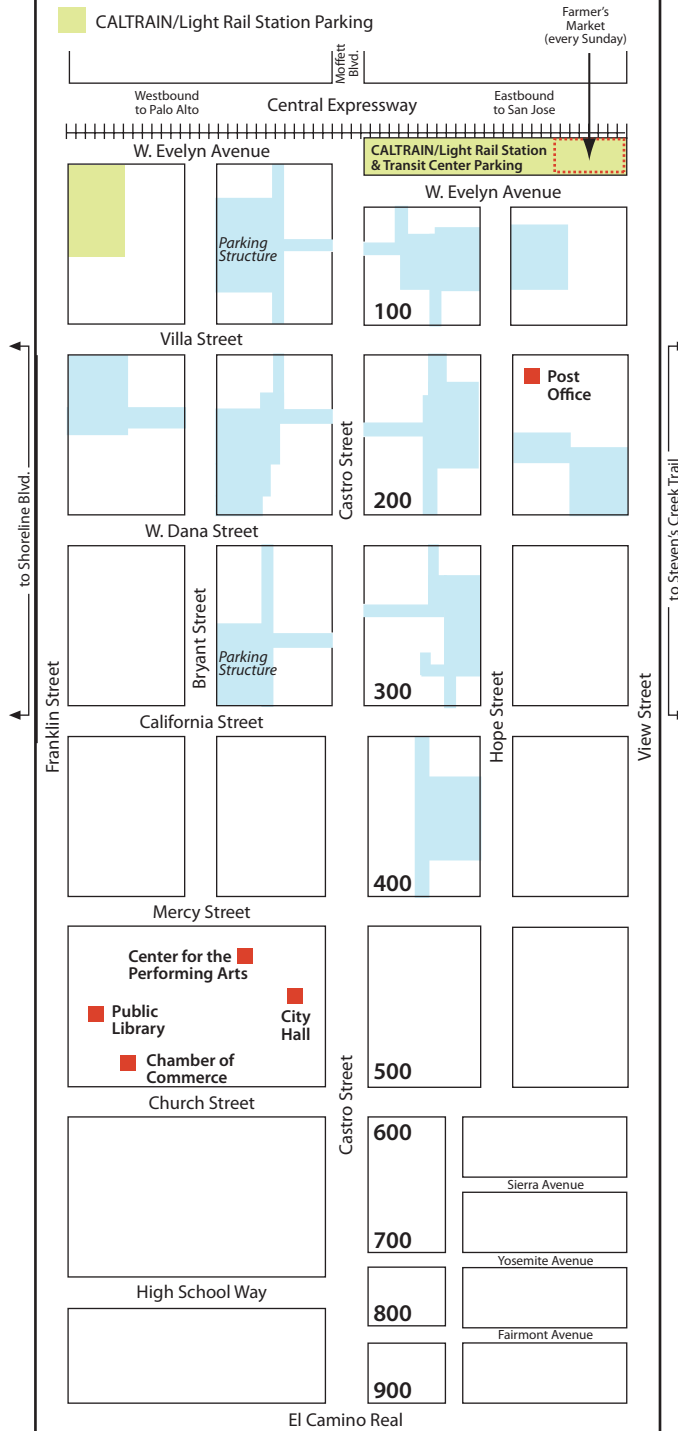 CALTRAIN/Light Rail Station Parking
Farmer's
Market
(every Sunday)
Moffett
Blvd.
Westbound
to Palo Alto
Central Expressway
Eastbound
to San Jose
W. Evelyn Avenue
CALTRAIN/Light Rail Station
& Transit Center Parking
W. Evelyn Avenue
Parking
Structure
100
Villa Street
Post
Office
Castro Street
200
to Shoreline Blvd.
to Steven's Creek Trail
W. Dana Street
Bryant Street
Parking
Structure
300
Franklin Street
Hope Street
View Street
California Street
400
Mercy Street
Center for the
Performing Arts
Public
Library
City
Hall
Chamber of
Commerce
500
Church Street
Castro Street
600
Sierra Avenue
700
Yosemite Avenue
High School Way
800
Fairmont Avenue
900
El Camino Real